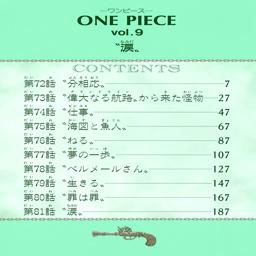 ―ワンピース―
ONE PIECE
vol.9
〝涙〟
CONTENTS
第72話 〝分相応〟 7
第73話 〝偉大なる航路〟から来た怪物 27
第74話 〝仕事〟 47
第75話 〝海図と魚人〟 67
第76話 〝ねる〟 87
第77話 〝夢の一歩〟 107
第78話 〝ベルメールさん〟 127
第79話 〝生きる〟 147
第80話 〝罪は罪〟 167
第81話 〝涙〟 187